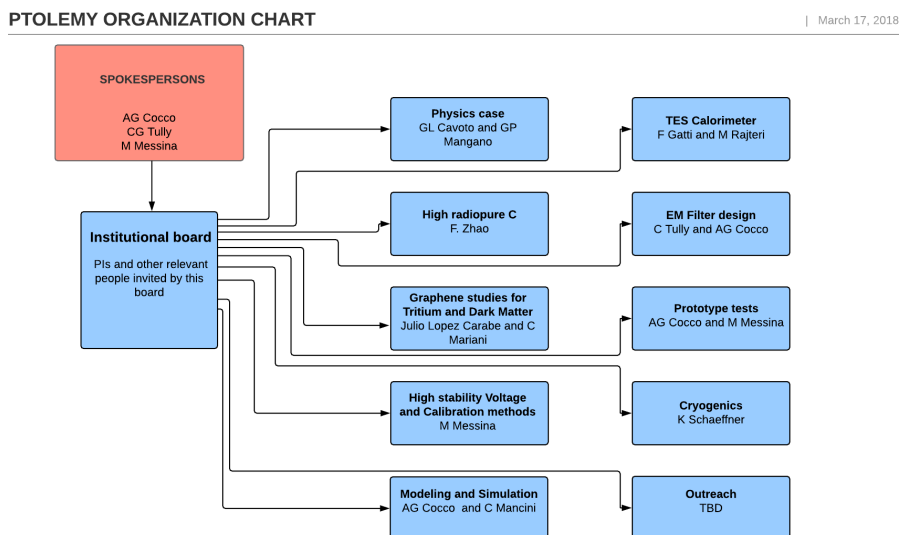 PTOLEMY ORGANIZATION CHART
| March 17, 2018
SPOKESPERSONS
AG Cocco
CG Tully
M Messina
Institutional board
PIs and other relevant
people invited by this
board
Physics case
GL Cavoto and GP
Mangano
TES Calorimeter
F Gatti and M Rajteri
High radiopure C
F. Zhao
EM Filter design
C Tully and AG Cocco
Graphene studies for
Tritium and Dark Matter
Julio Lopez Carabe and C
Mariani
Prototype tests
AG Cocco and M Messina
High stability Voltage
and Calibration methods
M Messina
Cryogenics
K Schaeffner
Modeling and Simulation
AG Cocco  and C Mancini
Outreach
TBD